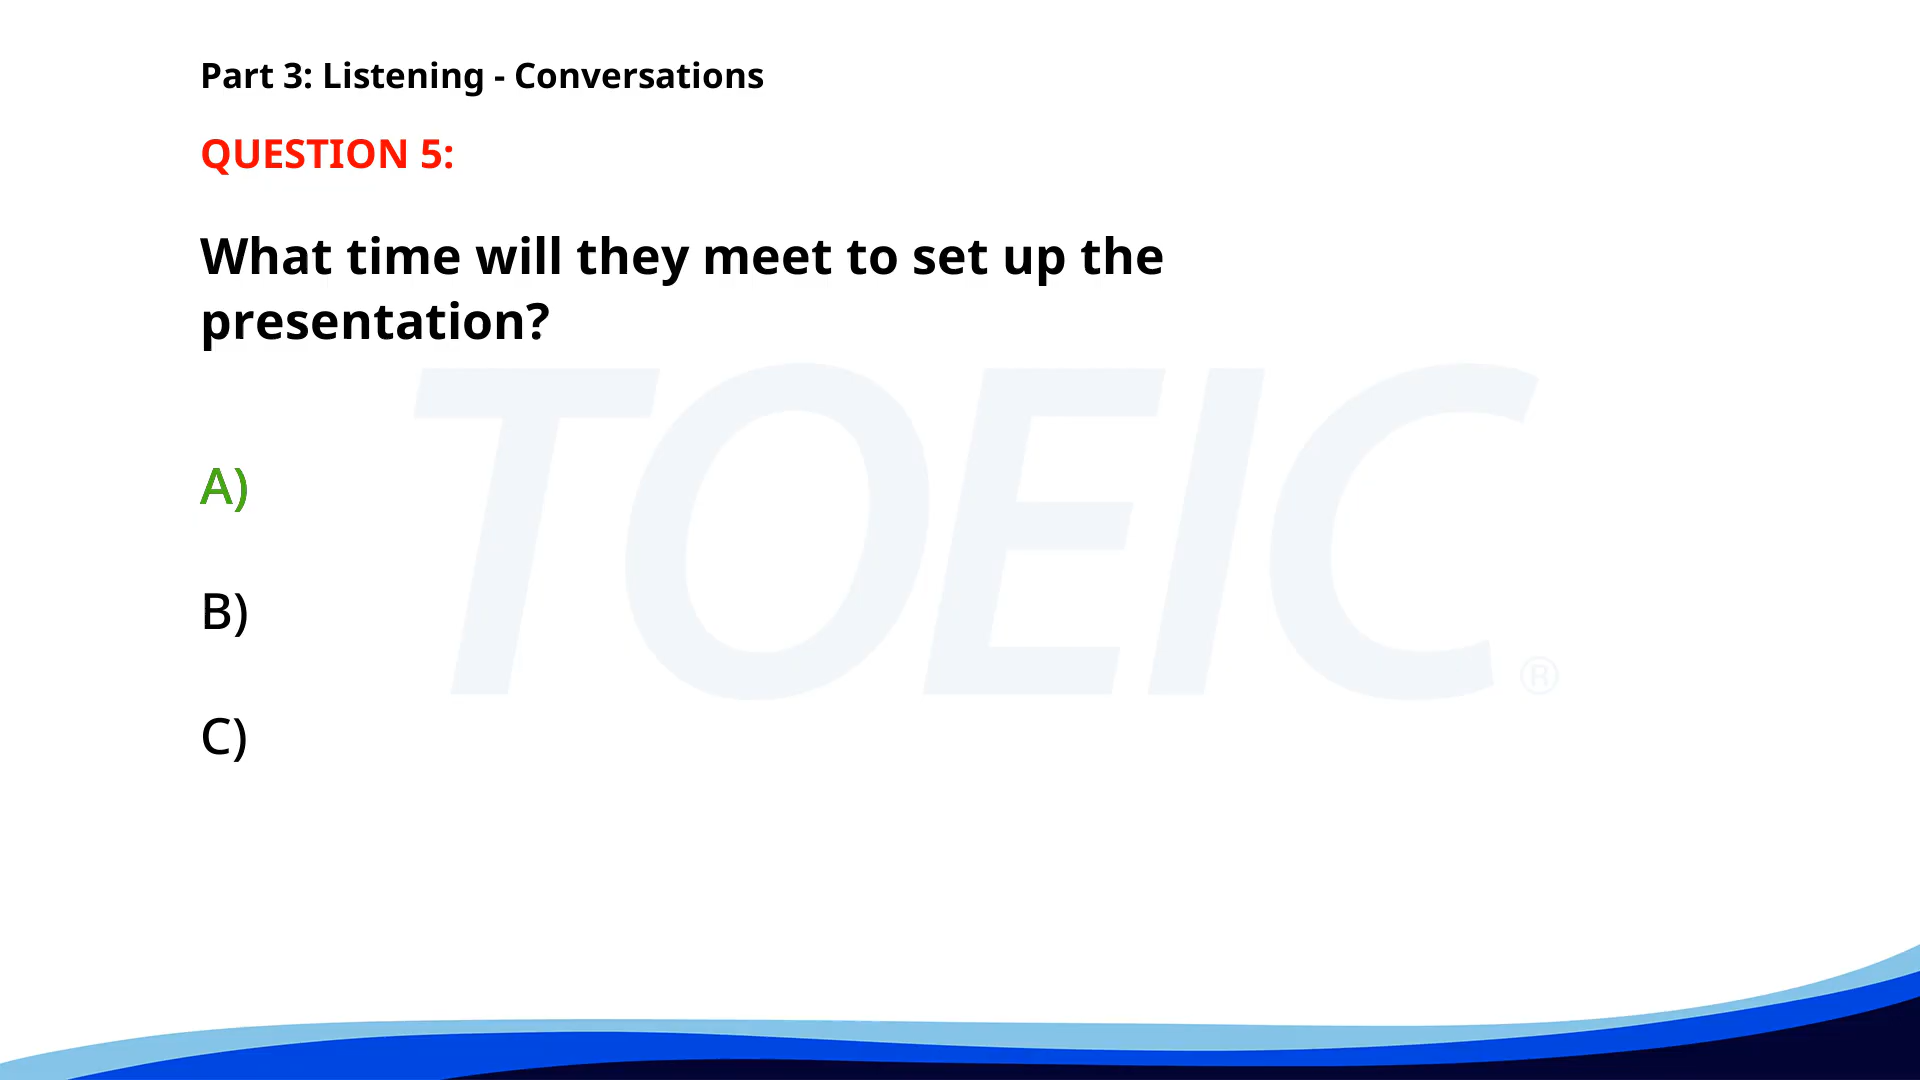 Part 3: Listening - Conversations
QUESTION 5:
What time will they meet to set up the
presentation?
TOEIC®
A)
B)
C)